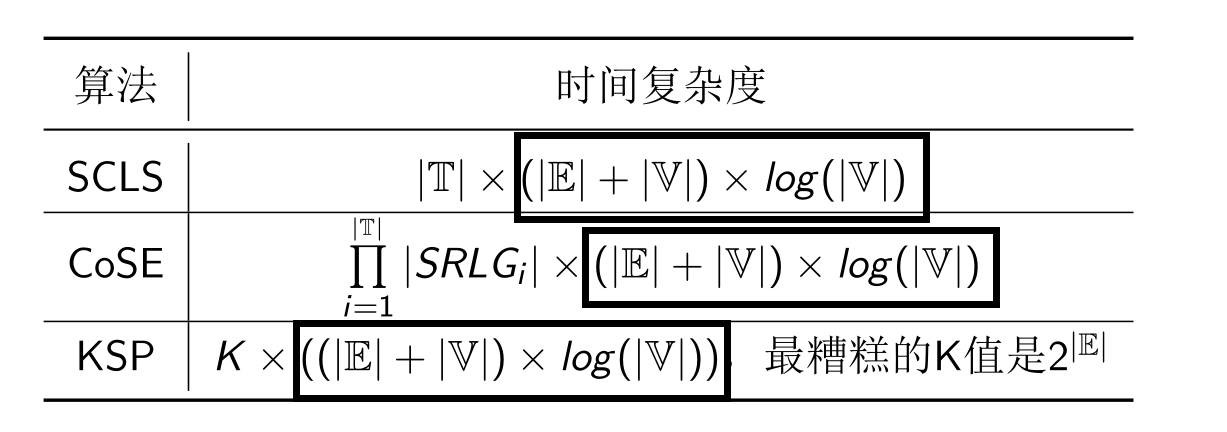 算法 时间复杂度
SCLS |𝕋| × (|𝔼| + |𝕍|) × log(|𝕍|)
CoSE ∏_{i=1}^{|𝕋|} |SRLG_i| × (|𝔼| + |𝕍|) × log(|𝕍|)
KSP K × ((|𝔼| + |𝕍|) × log(|𝕍|)), 最糟糕的K值是2^{|𝔼|}